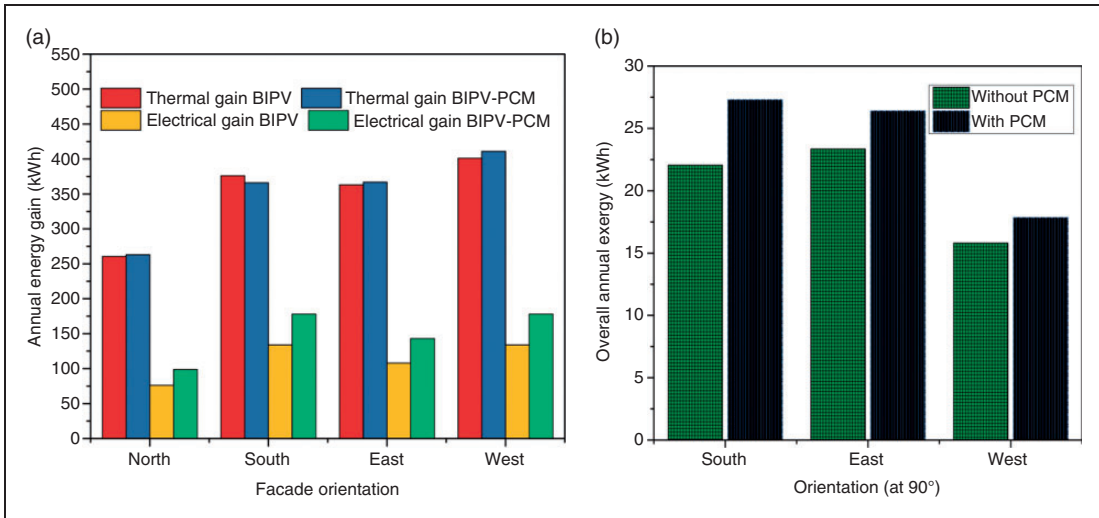 (a)
550
500
450
400
350
300
250
200
150
100
50
0
Annual energy gain (kWh)
Thermal gain BIPV
Thermal gain BIPV-PCM
Electrical gain BIPV
Electrical gain BIPV-PCM
North
South
East
West
Facade orientation
(b)
30
25
20
15
10
5
0
Overall annual exergy (kWh)
Without PCM
With PCM
South
East
West
Orientation (at 90°)